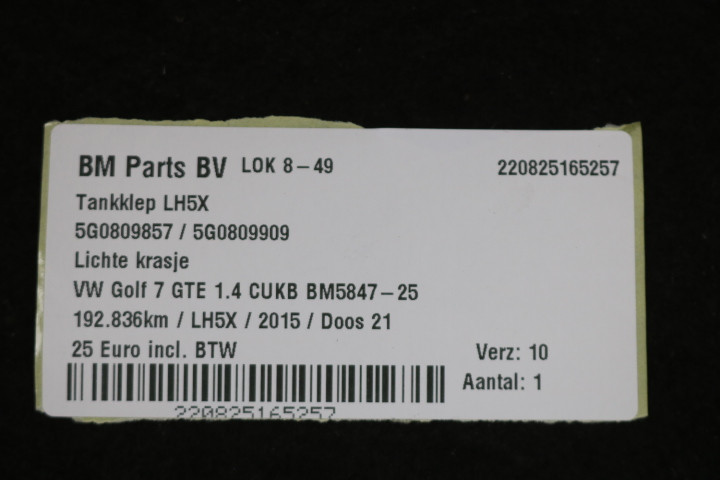 BM Parts BV LOK 8-49 220825165257
Tankklep LH5X
5G0809857 / 5G0809909
Lichte krasje
VW Golf 7 GTE 1.4 CUKB BM5847-25
192.836km / LH5X / 2015 / Doos 21
25 Euro incl. BTW Verz: 10
Aantal: 1
220825165257